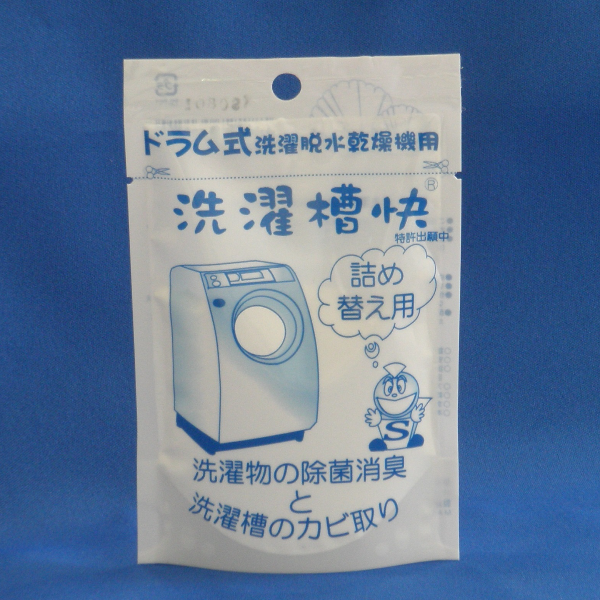 ドラム式洗濯脱水乾燥機用
洗濯槽快®
特許出願中
詰め
替え用
S
洗濯物の除菌消臭
と
洗濯槽のカビ取り